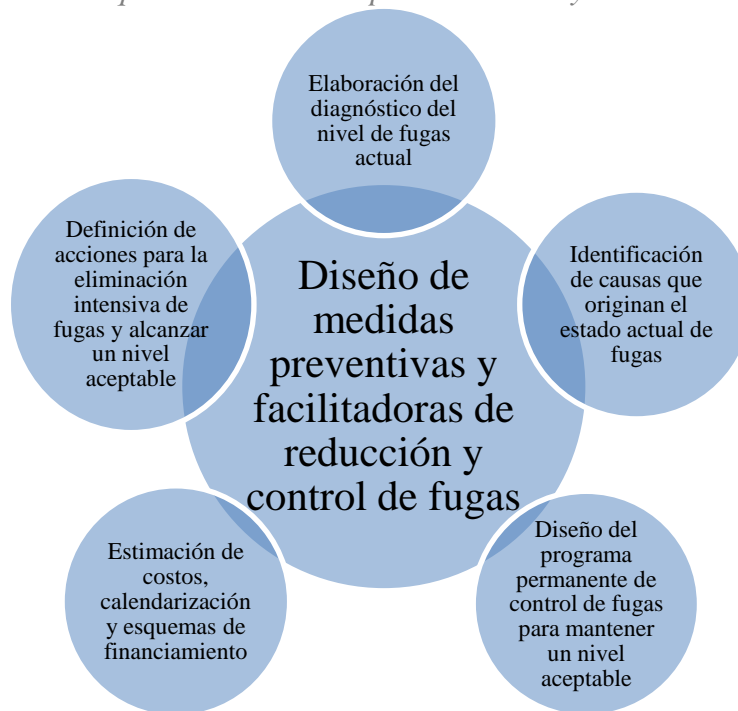 Elaboración del
diagnóstico del
nivel de fugas
actual
Definición de
acciones para la
eliminación
intensiva de
fugas y alcanzar
un nivel
aceptable
Identificación
de causas que
originan el
estado actual de
fugas
Diseño de
medidas
preventivas y
facilitadoras de
reducción y
control de fugas
Estimación de
costos,
calendarización
y esquemas de
financiamiento
Diseño del
programa
permanente de
control de fugas
para mantener
un nivel
aceptable